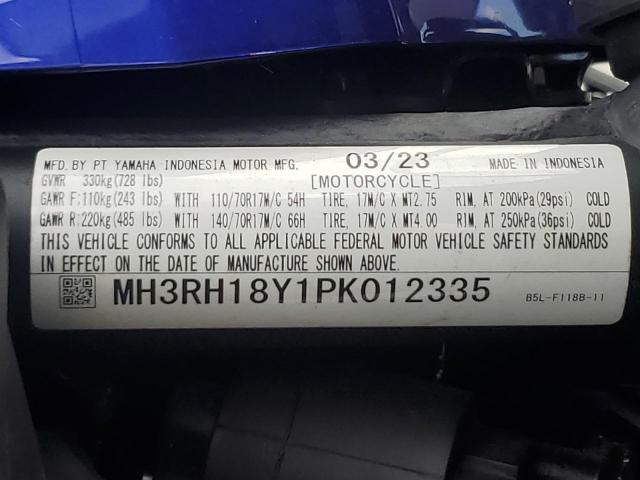 MFD. BY PT YAMAHA INDONESIA MOTOR MFG. 03/23 MADE IN INDONESIA
GVWR 330kg(728 lbs) [MOTORCYCLE]
GAWR F:110kg(243 lbs) WITH 110/70R17M/C 54H TIRE, 17M/C X MT2.75 RIM, AT 200kPa(29psi) COLD
GAWR R:220kg(485 lbs) WITH 140/70R17M/C 66H TIRE, 17M/C X MT4.00 RIM, AT 250kPa(36psi) COLD
THIS VEHICLE CONFORMS TO ALL APPLICABLE FEDERAL MOTOR VEHICLE SAFETY STANDARDS
IN EFFECT ON THE DATE OF MANUFACTURE SHOWN ABOVE.
MH3RH18Y1PK012335 B5L-F118B-11